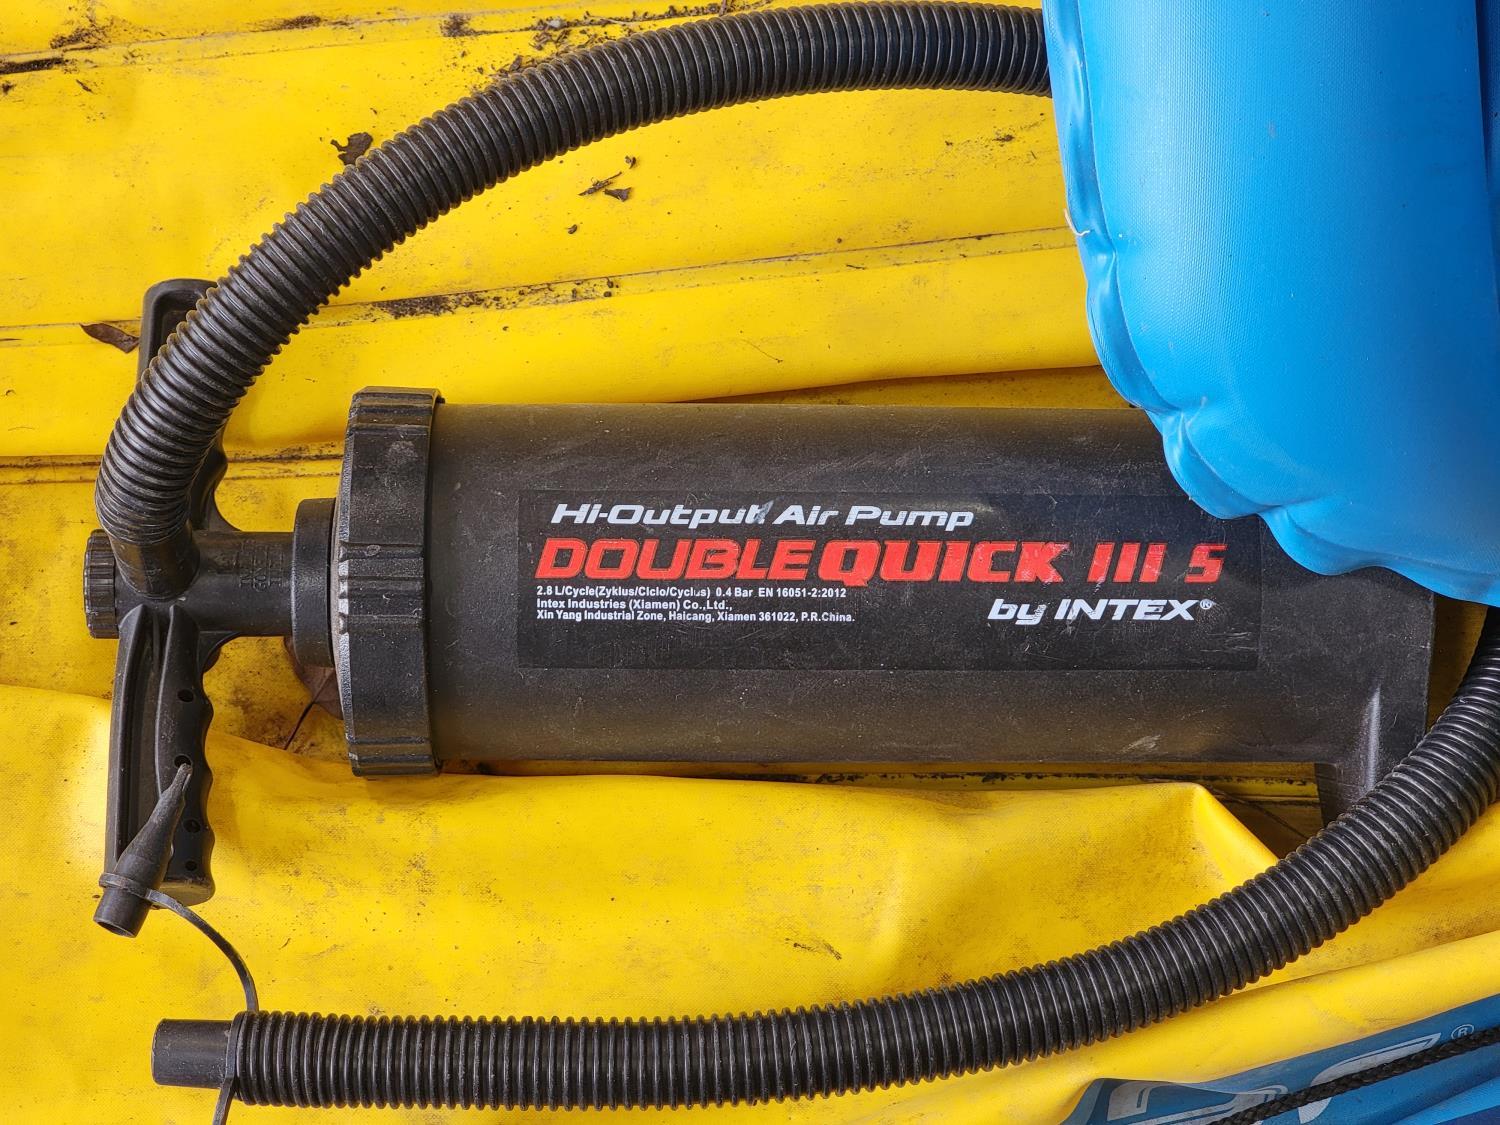 Hi-Output Air Pump
DOUBLE QUICK III S
2.8 L/Cycle(Zyklus/Ciclo/Cyclus) 0.4 Bar EN 16051-2:2012
Intex Industries (Xiamen) Co.,Ltd.,
Xin Yang Industrial Zone, Haicang, Xiamen 361022, P.R.China.
by INTEX®